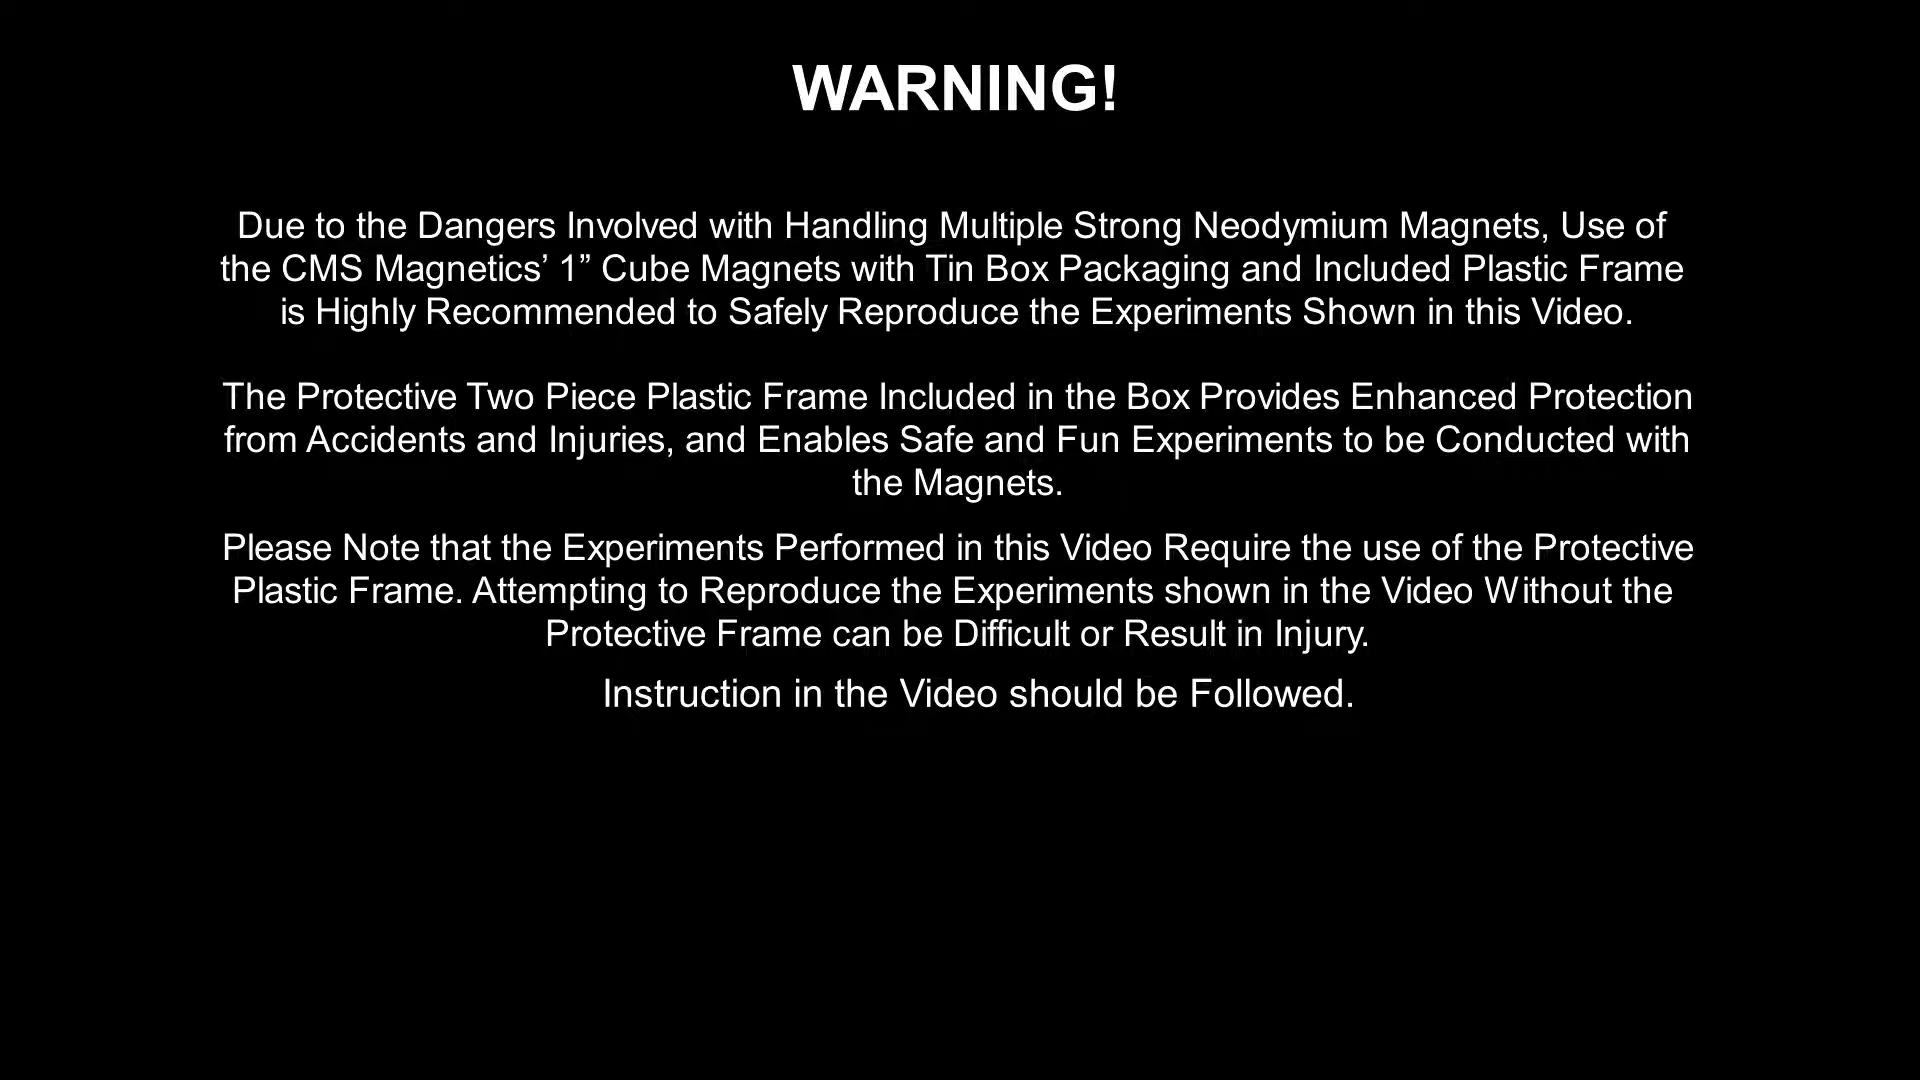 WARNING!
Due to the Dangers Involved with Handling Multiple Strong Neodymium Magnets, Use of
the CMS Magnetics’ 1” Cube Magnets with Tin Box Packaging and Included Plastic Frame
is Highly Recommended to Safely Reproduce the Experiments Shown in this Video.
The Protective Two Piece Plastic Frame Included in the Box Provides Enhanced Protection
from Accidents and Injuries, and Enables Safe and Fun Experiments to be Conducted with
the Magnets.
Please Note that the Experiments Performed in this Video Require the use of the Protective
Plastic Frame. Attempting to Reproduce the Experiments shown in the Video Without the
Protective Frame can be Difficult or Result in Injury.
Instruction in the Video should be Followed.